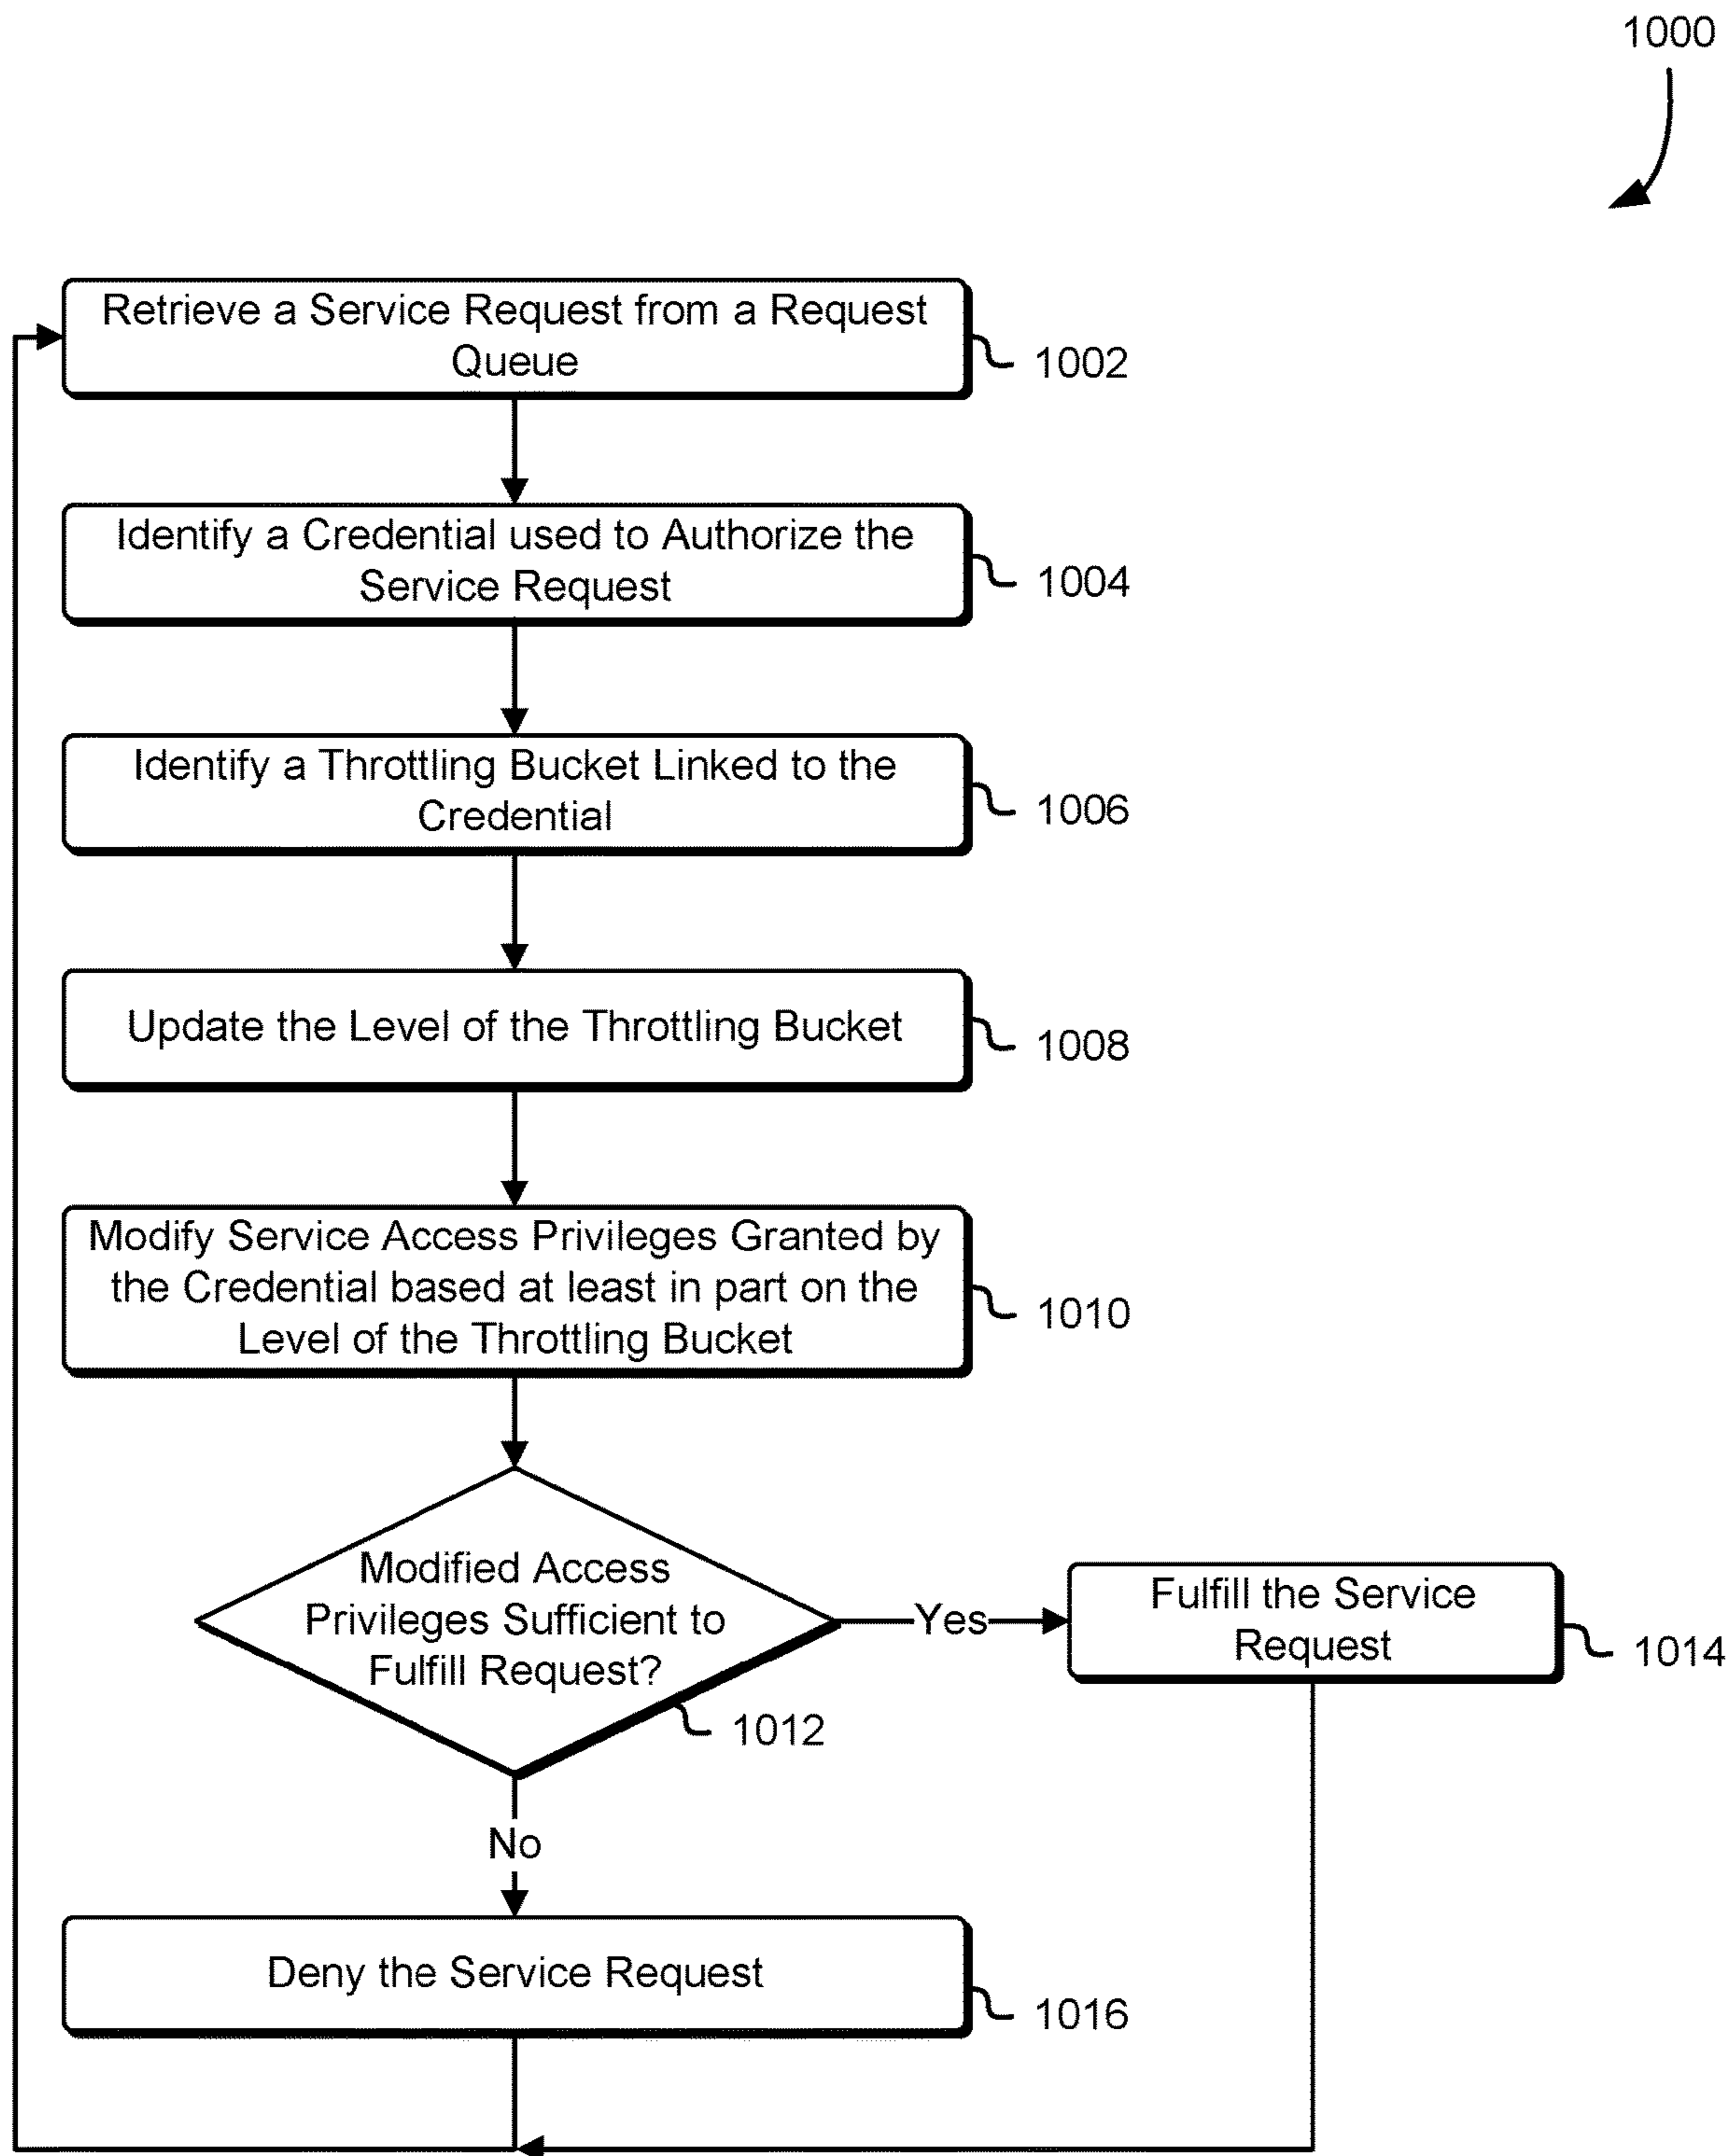 1000
Retrieve a Service Request from a Request
Queue
1002
Identify a Credential used to Authorize the
Service Request
1004
Identify a Throttling Bucket Linked to the
Credential
1006
Update the Level of the Throttling Bucket
1008
Modify Service Access Privileges Granted by
the Credential based at least in part on the
Level of the Throttling Bucket
1010
Modified Access
Privileges Sufficient to
Fulfill Request?
1012
Yes
Fulfill the Service
Request
1014
No
Deny the Service Request
1016